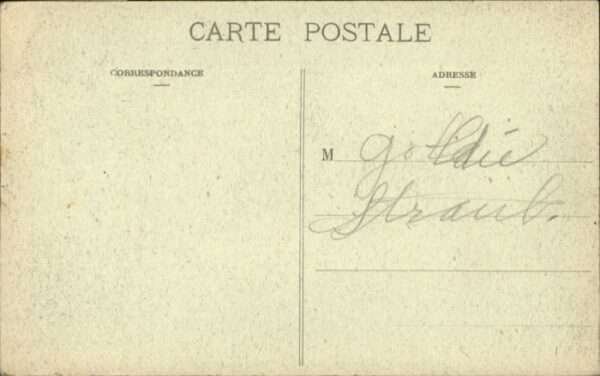 CARTE POSTALE
CORRESPONDANCE
ADRESSE
M Goldie
Straub.